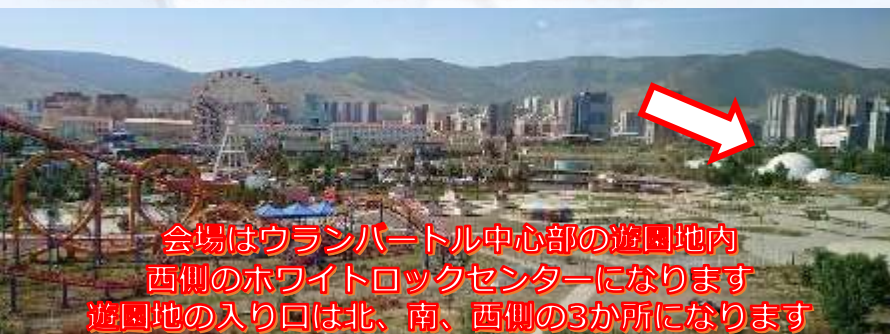 会場はウランバートル中心部の遊園地内
西側のホワイトロックセンターになります
遊園地の入り口は北、南、西側の3か所になります